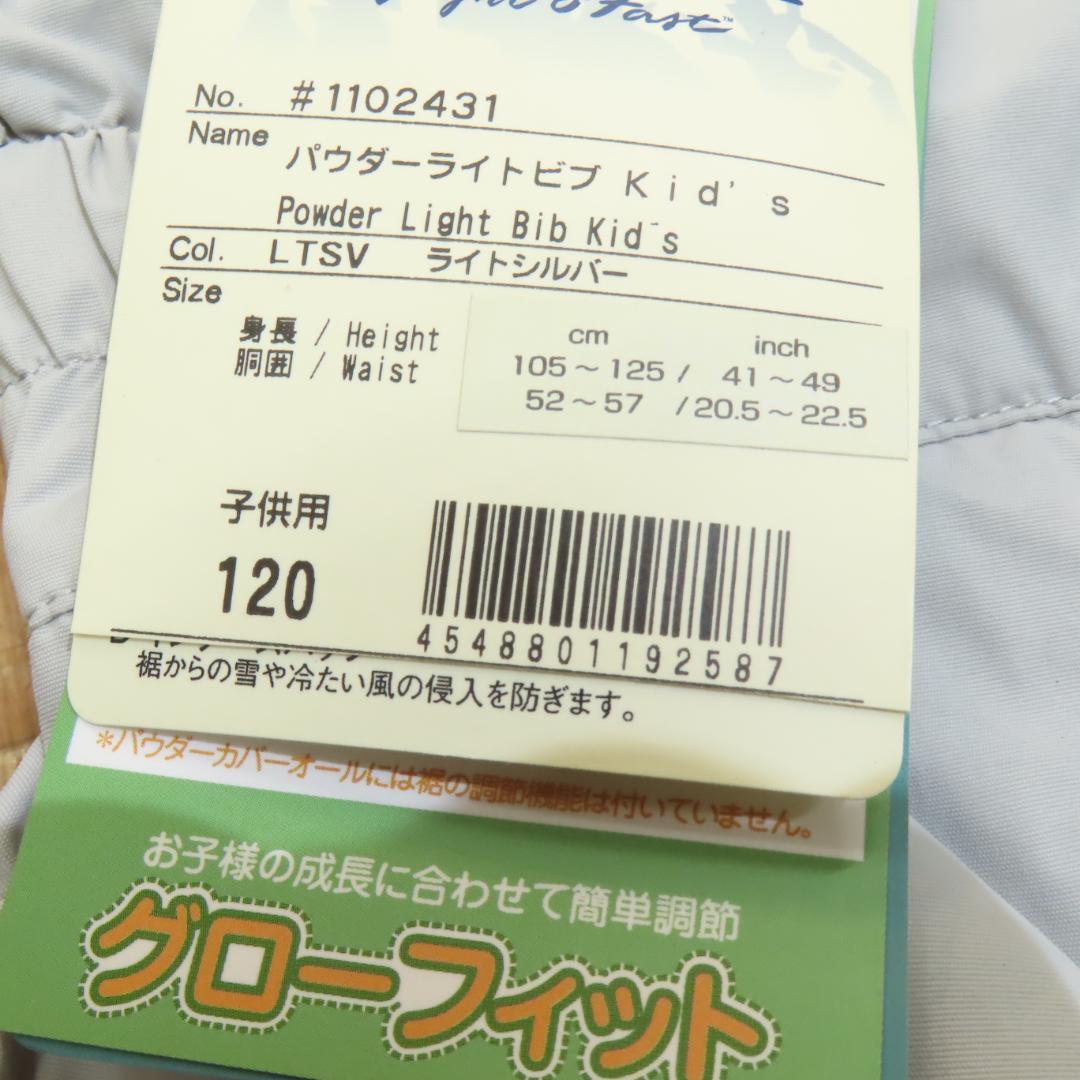 Light & Fast™
No. #1102431
Name
パウダーライトビブ Kid's
Powder Light Bib Kid's
Col. LTSV ライトシルバー
Size
cm inch
身長 / Height 105～125 / 41～49
胴囲 / Waist 52～57 / 20.5～22.5
子供用
120
4548801192587
裾からの雪や冷たい風の侵入を防ぎます。
*パウダーカバーオールには裾の調節機能は付いていません。
お子様の成長に合わせて簡単調節
グローフィット